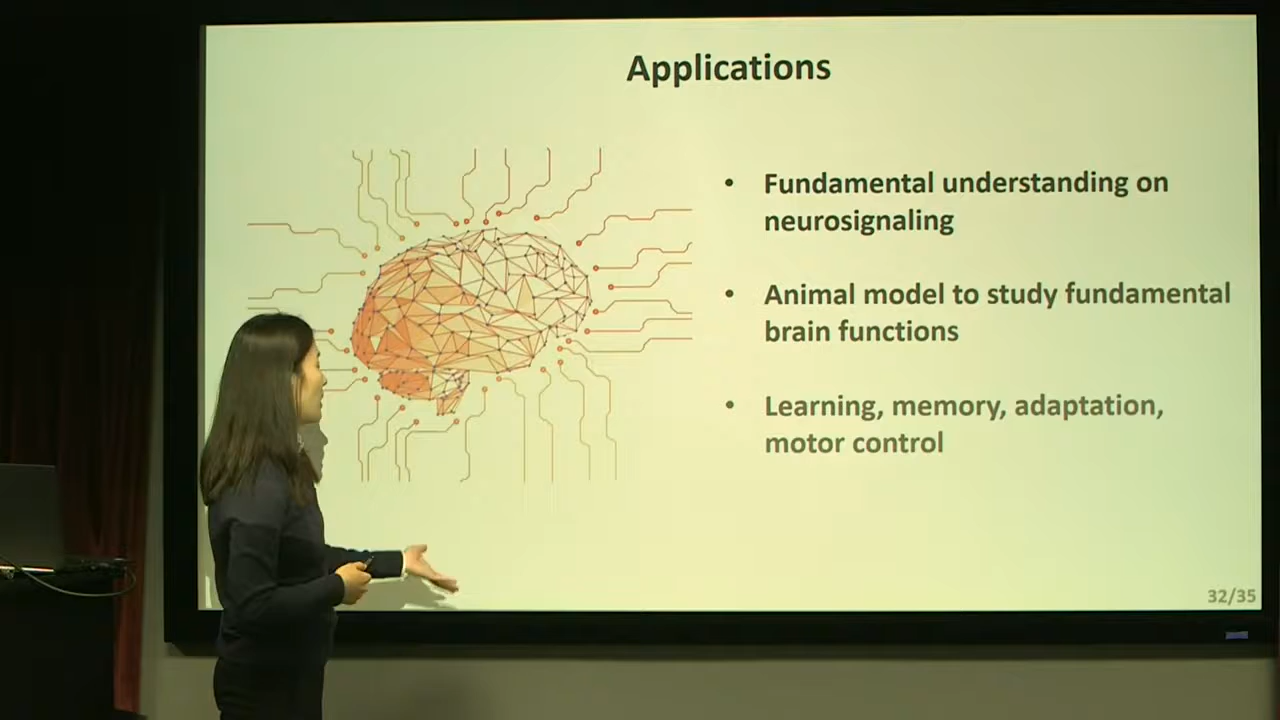 Applications
• Fundamental understanding on
neurosignaling
• Animal model to study fundamental
brain functions
• Learning, memory, adaptation,
motor control
32/35